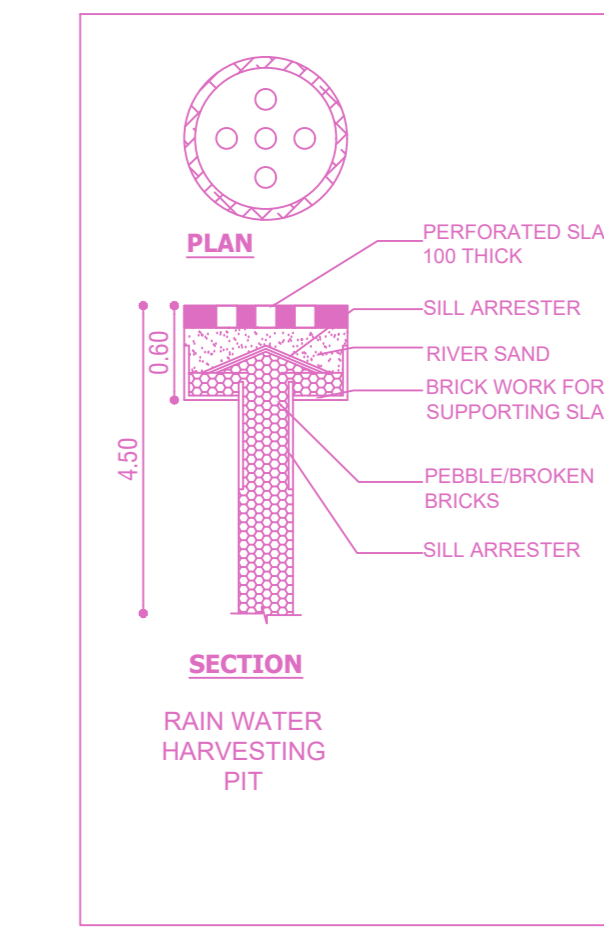 PLAN
PERFORATED SLA
100 THICK
SILL ARRESTER
RIVER SAND
BRICK WORK FOR
SUPPORTING SLA
PEBBLE/BROKEN
BRICKS
SILL ARRESTER
0.60
4.50
SECTION
RAIN WATER
HARVESTING
PIT